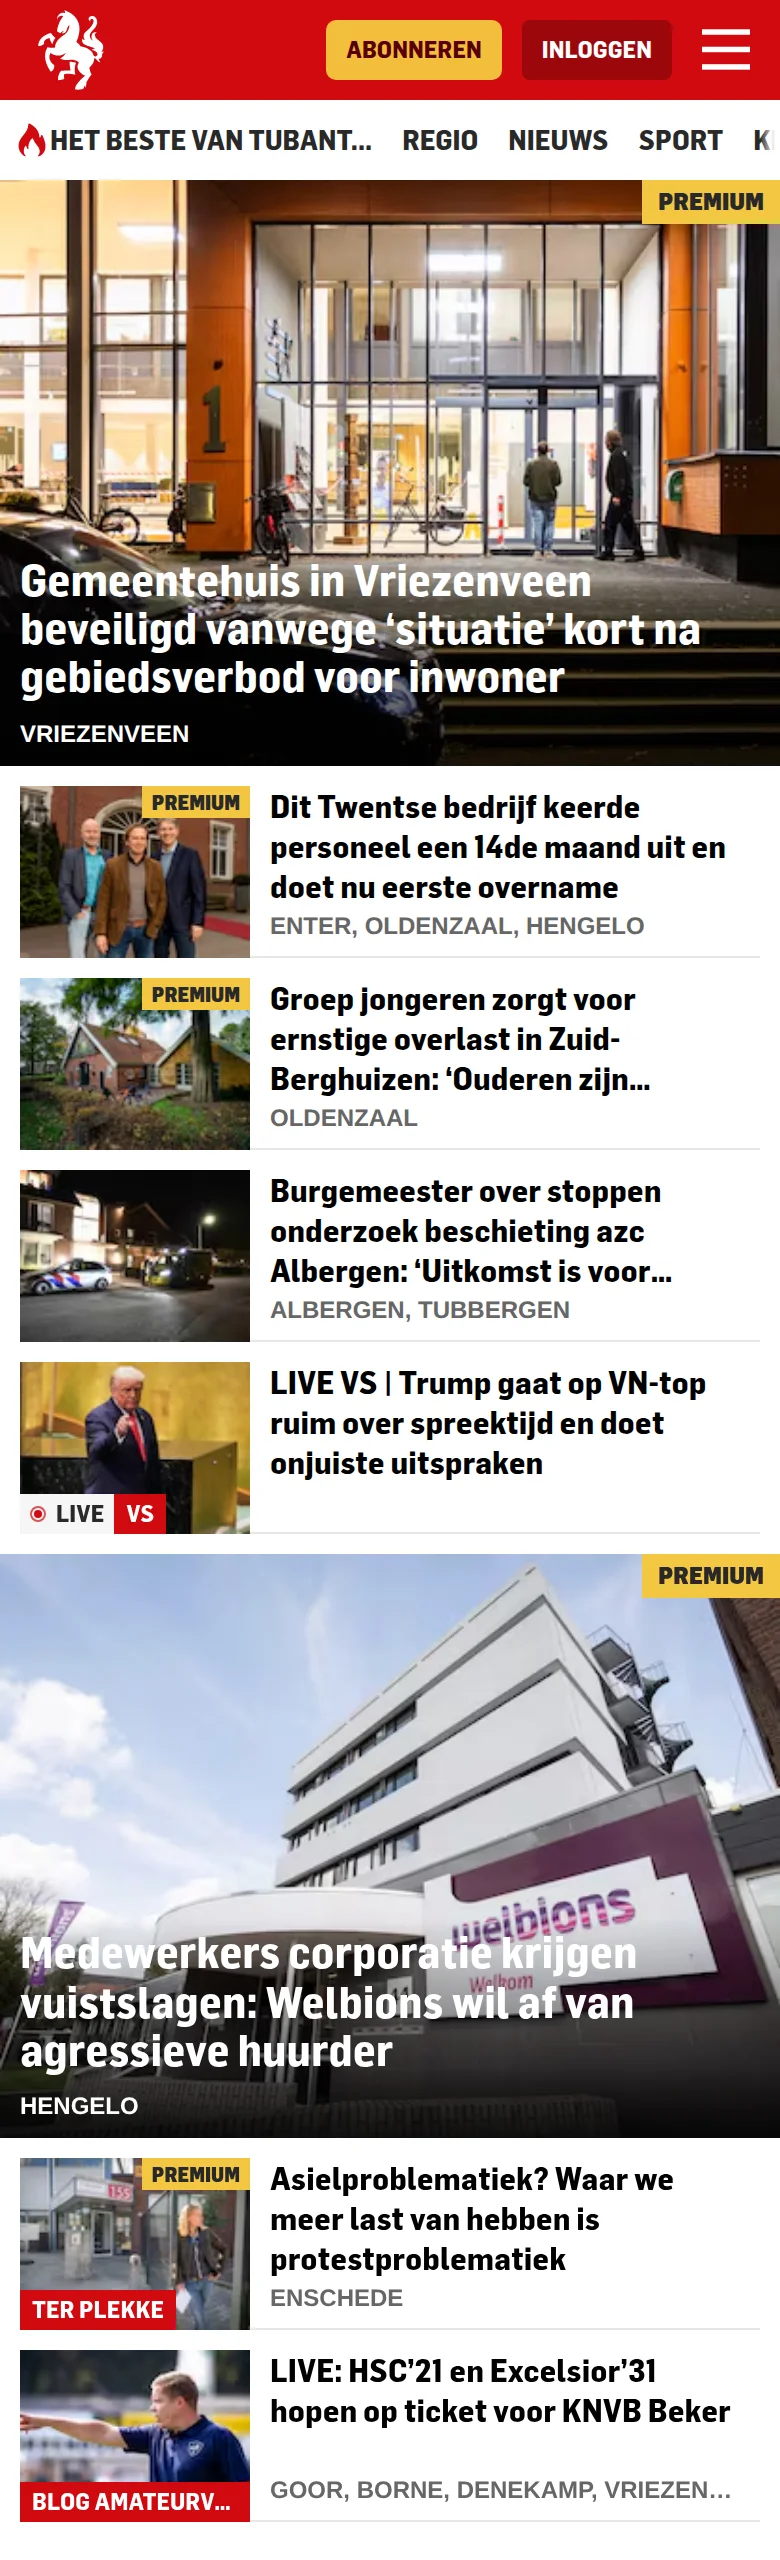 ABONNEREN
INLOGGEN
HET BESTE VAN TUBANT...
REGIO
NIEUWS
SPORT
PREMIUM
1
Gemeentehuis in Vriezenveen
beveiligd vanwege ‘situatie’ kort na
gebiedsverbod voor inwoner
VRIEZENVEEN
PREMIUM
Dit Twentse bedrijf keerde
personeel een 14de maand uit en
doet nu eerste overname
ENTER, OLDENZAAL, HENGELO
PREMIUM
Groep jongeren zorgt voor
ernstige overlast in Zuid-
Berghuizen: ‘Ouderen zijn...
OLDENZAAL
Burgemeester over stoppen
onderzoek beschieting azc
Albergen: ‘Uitkomst is voor...
ALBERGEN, TUBBERGEN
LIVE VS | Trump gaat op VN-top
ruim over spreektijd en doet
onjuiste uitspraken
LIVE VS
PREMIUM
welbions
Welkom
Medewerkers corporatie krijgen
vuistslagen: Welbions wil af van
agressieve huurder
HENGELO
PREMIUM
155
TER PLEKKE
Asielproblematiek? Waar we
meer last van hebben is
protestproblematiek
ENSCHEDE
LIVE: HSC’21 en Excelsior’31
hopen op ticket voor KNVB Beker
BLOG AMATEURV...
GOOR, BORNE, DENEKAMP, VRIEZEN...